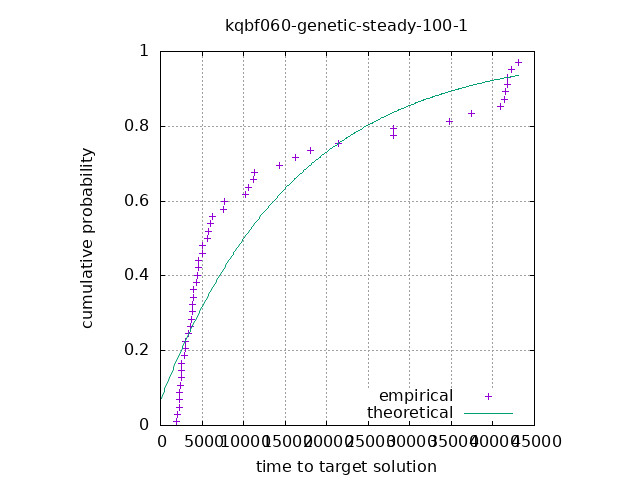 kqbf060-genetic-steady-100-1
1
0.8
0.6
0.4
0.2
0
cumulative probability
empirical
theoretical
0 5000 10000 15000 20000 25000 30000 35000 40000 45000
time to target solution